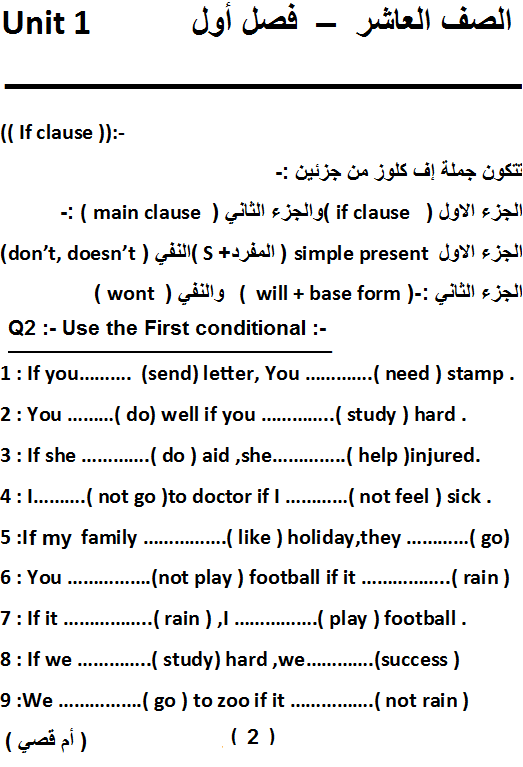 Unit 1 الصف العاشر – فصل أول
(( If clause )):-
تتكون جملة إف كلوز من جزئين :-
الجزء الاول ( if clause )والجزء الثاني ( main clause ) :-
الجزء الاول simple present ( المفرد+ S )النفي ( don’t, doesn’t)
الجزء الثاني :-( will + base form ) والنفي ( wont )
Q2 :- Use the First conditional :-
1 : If you.......... (send) letter, You .............( need ) stamp .
2 : You .........( do) well if you ..............( study ) hard .
3 : If she .............( do ) aid ,she..............( help )injured.
4 : I..........( not go )to doctor if I ............( not feel ) sick .
5 :If my family ................( like ) holiday,they ............( go)
6 : You ................(not play ) football if it .................( rain )
7 : If it .................( rain ) ,I ................( play ) football .
8 : If we ..............( study) hard ,we.............(success )
9 :We ................( go ) to zoo if it ................( not rain )
( أم قصي ) ( 2 )